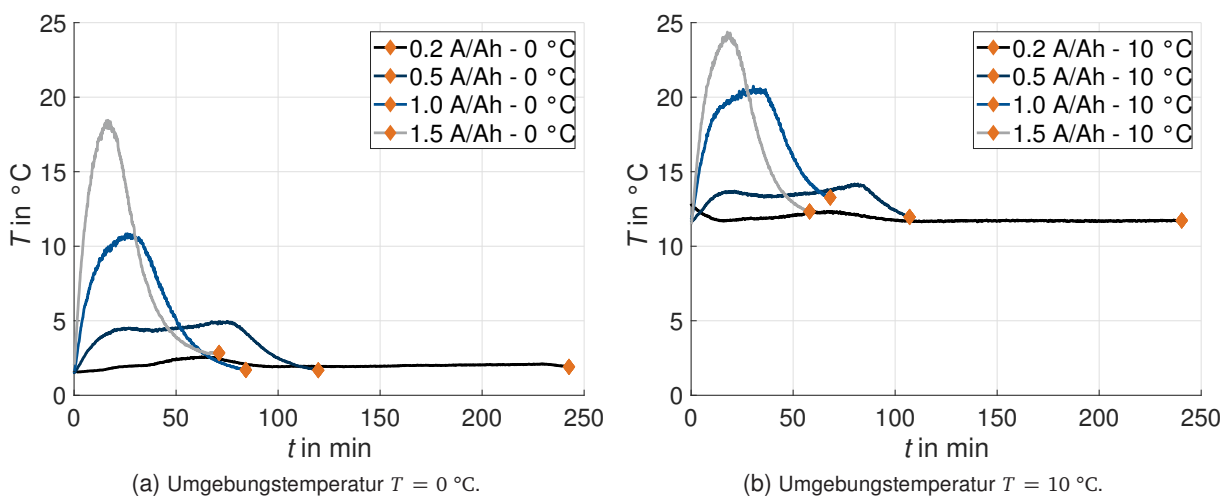 25
20
15
10
5
0
T in °C
0.2 A/Ah - 0 °C
0.5 A/Ah - 0 °C
1.0 A/Ah - 0 °C
1.5 A/Ah - 0 °C
0 50 100 150 200 250
t in min
(a) Umgebungstemperatur T = 0 °C.
25
20
15
10
5
0
T in °C
0.2 A/Ah - 10 °C
0.5 A/Ah - 10 °C
1.0 A/Ah - 10 °C
1.5 A/Ah - 10 °C
0 50 100 150 200 250
t in min
(b) Umgebungstemperatur T = 10 °C.